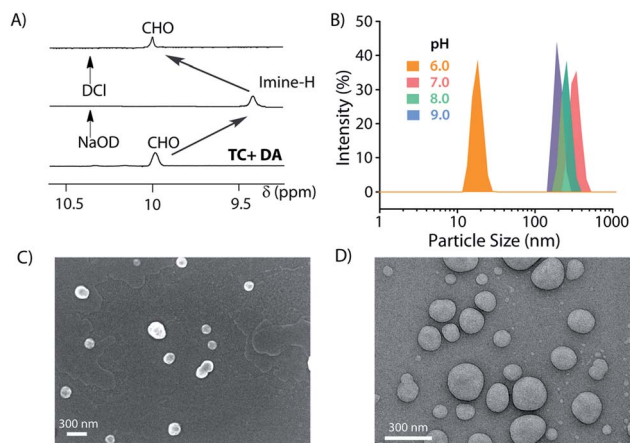 A)
CHO
Imine-H
DCl
NaOD
CHO
TC+ DA
10.5 10 9.5 δ (ppm)
B)
pH
6.0
7.0
8.0
9.0
Intensity (%)
50
40
30
20
10
0
1 10 100 1000
Particle Size (nm)
C)
300 nm
D)
300 nm